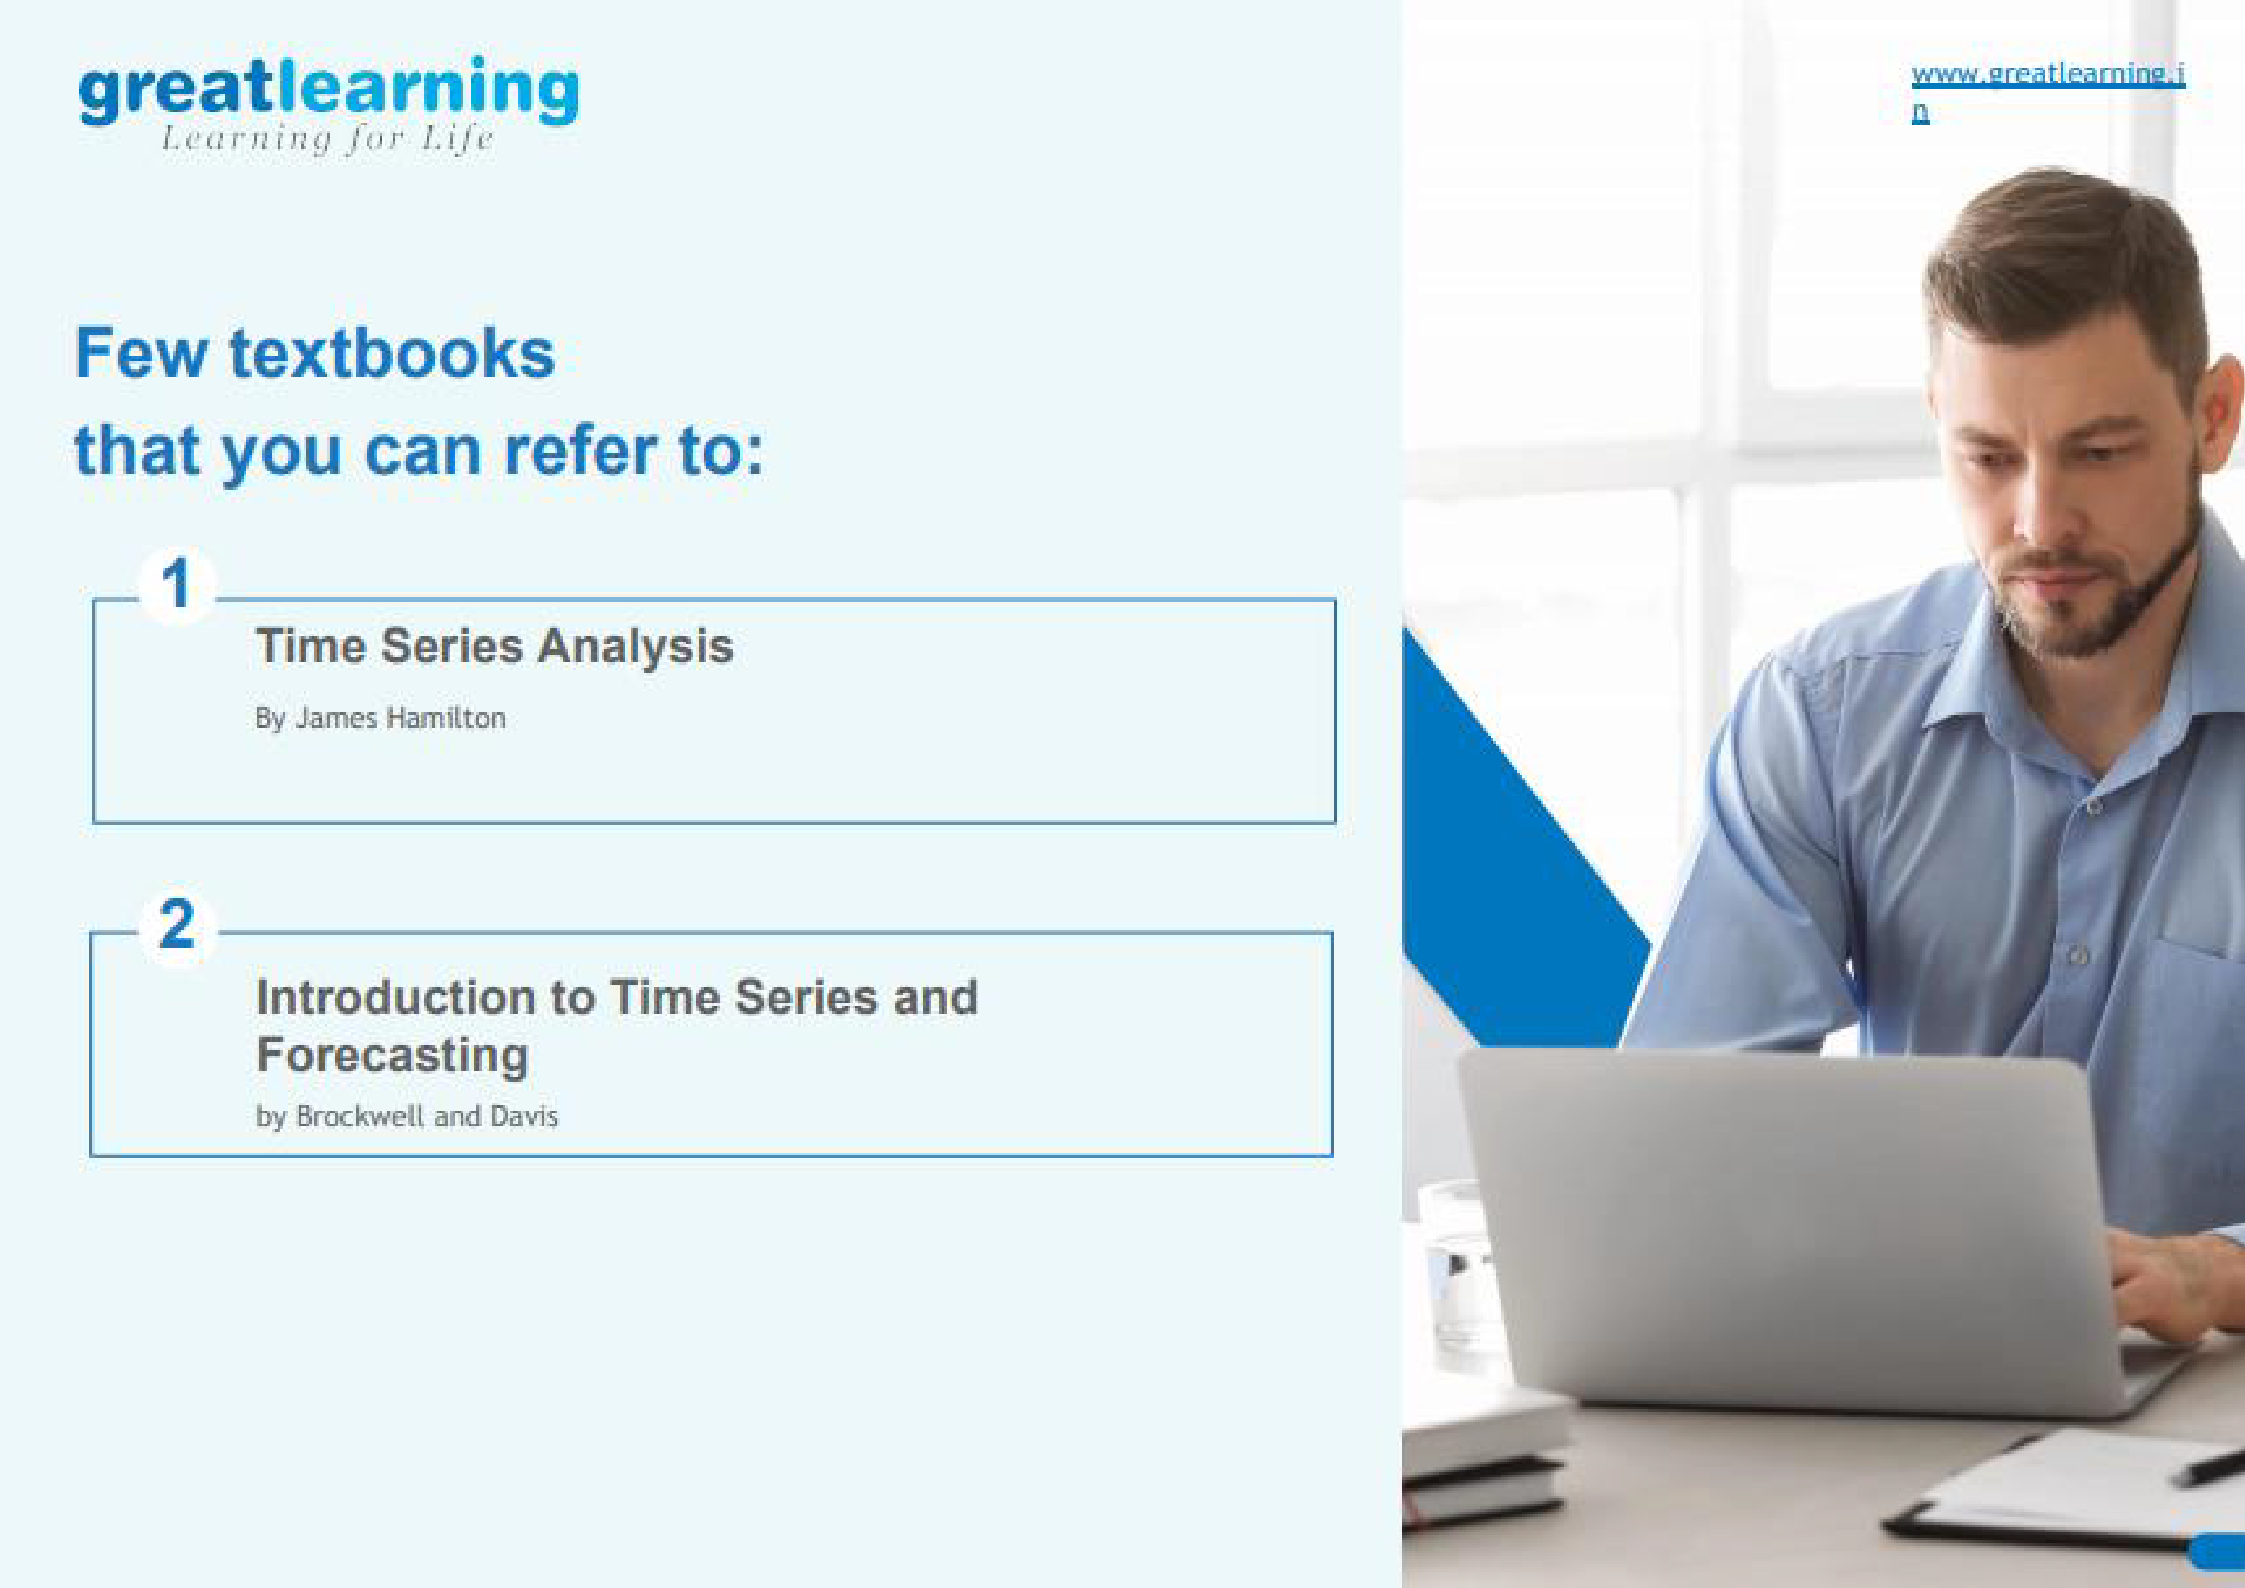 greatlearning
Learning for Life
www.greatlearning.i
n
Few textbooks
that you can refer to:
1
Time Series Analysis
By James Hamilton
2
Introduction to Time Series and
Forecasting
by Brockwell and Davis